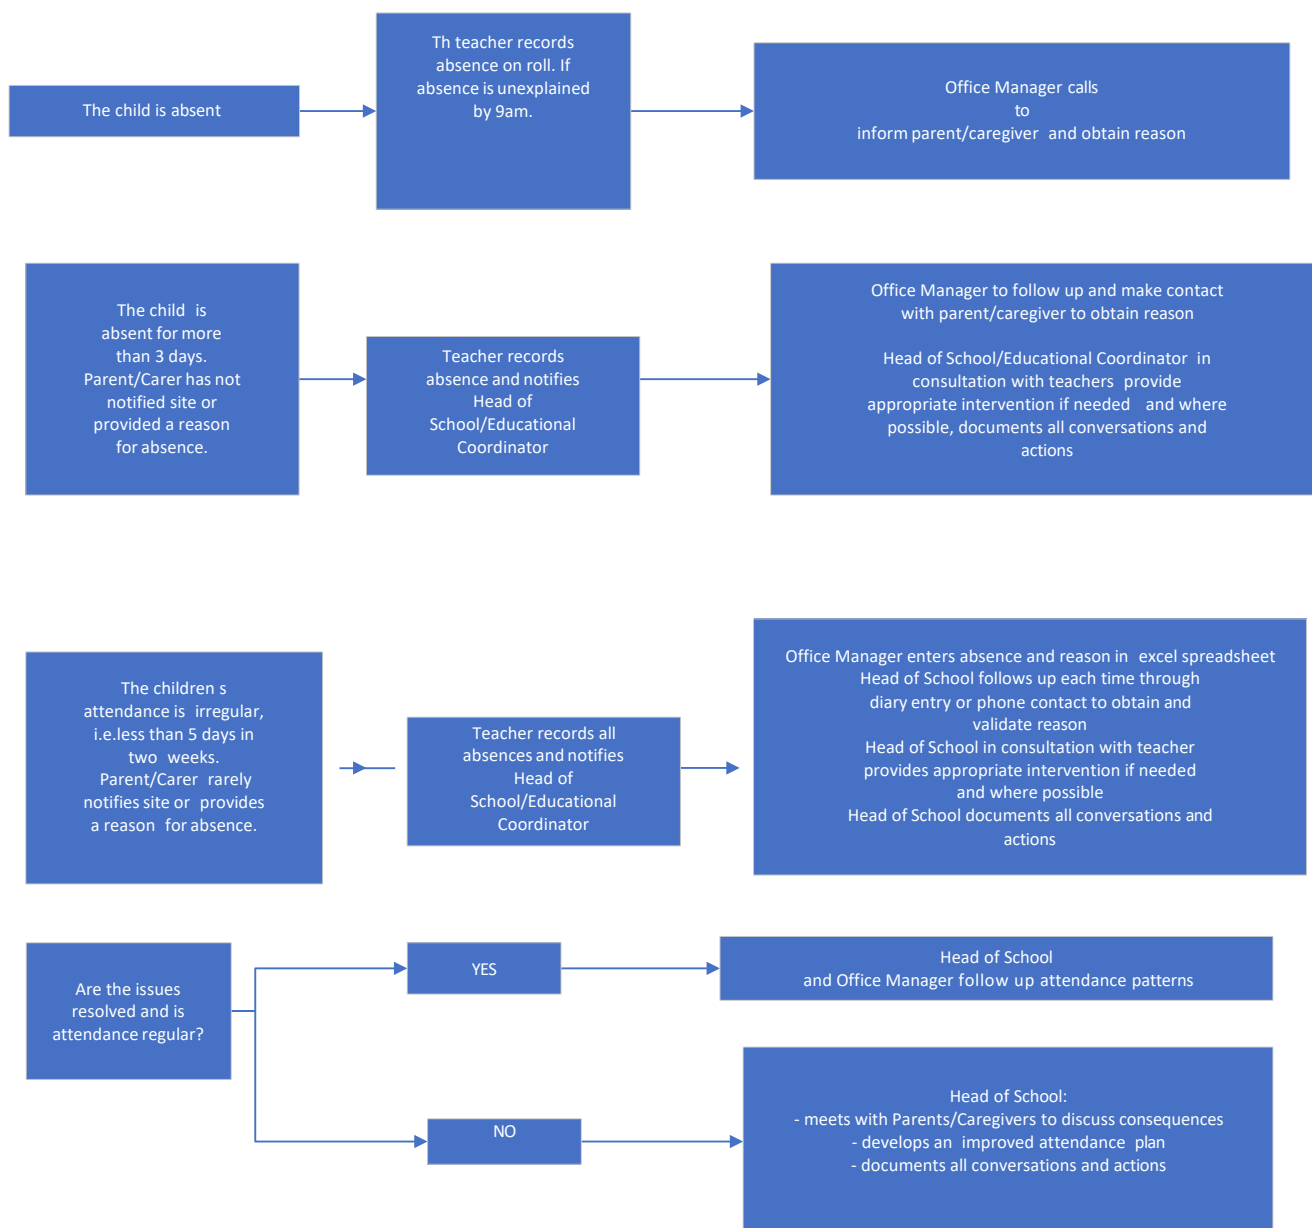 The child is absent
Th teacher records
absence on roll. If
absence is unexplained
by 9am.
Office Manager calls
to
inform parent/caregiver and obtain reason
The child is
absent for more
than 3 days.
Parent/Carer has not
notified site or
provided a reason
for absence.
Teacher records
absence and notifies
Head of
School/Educational
Coordinator
Office Manager to follow up and make contact
with parent/caregiver to obtain reason
Head of School/Educational Coordinator in
consultation with teachers provide
appropriate intervention if needed and where
possible, documents all conversations and
actions
The children s
attendance is irregular,
i.e.less than 5 days in
two weeks.
Parent/Carer rarely
notifies site or provides
a reason for absence.
Teacher records all
absences and notifies
Head of
School/Educational
Coordinator
Office Manager enters absence and reason in excel spreadsheet
Head of School follows up each time through
diary entry or phone contact to obtain and
validate reason
Head of School in consultation with teacher
provides appropriate intervention if needed
and where possible
Head of School documents all conversations and
actions
Are the issues
resolved and is
attendance regular?
YES
Head of School
and Office Manager follow up attendance patterns
NO
Head of School:
- meets with Parents/Caregivers to discuss consequences
- develops an improved attendance plan
- documents all conversations and actions